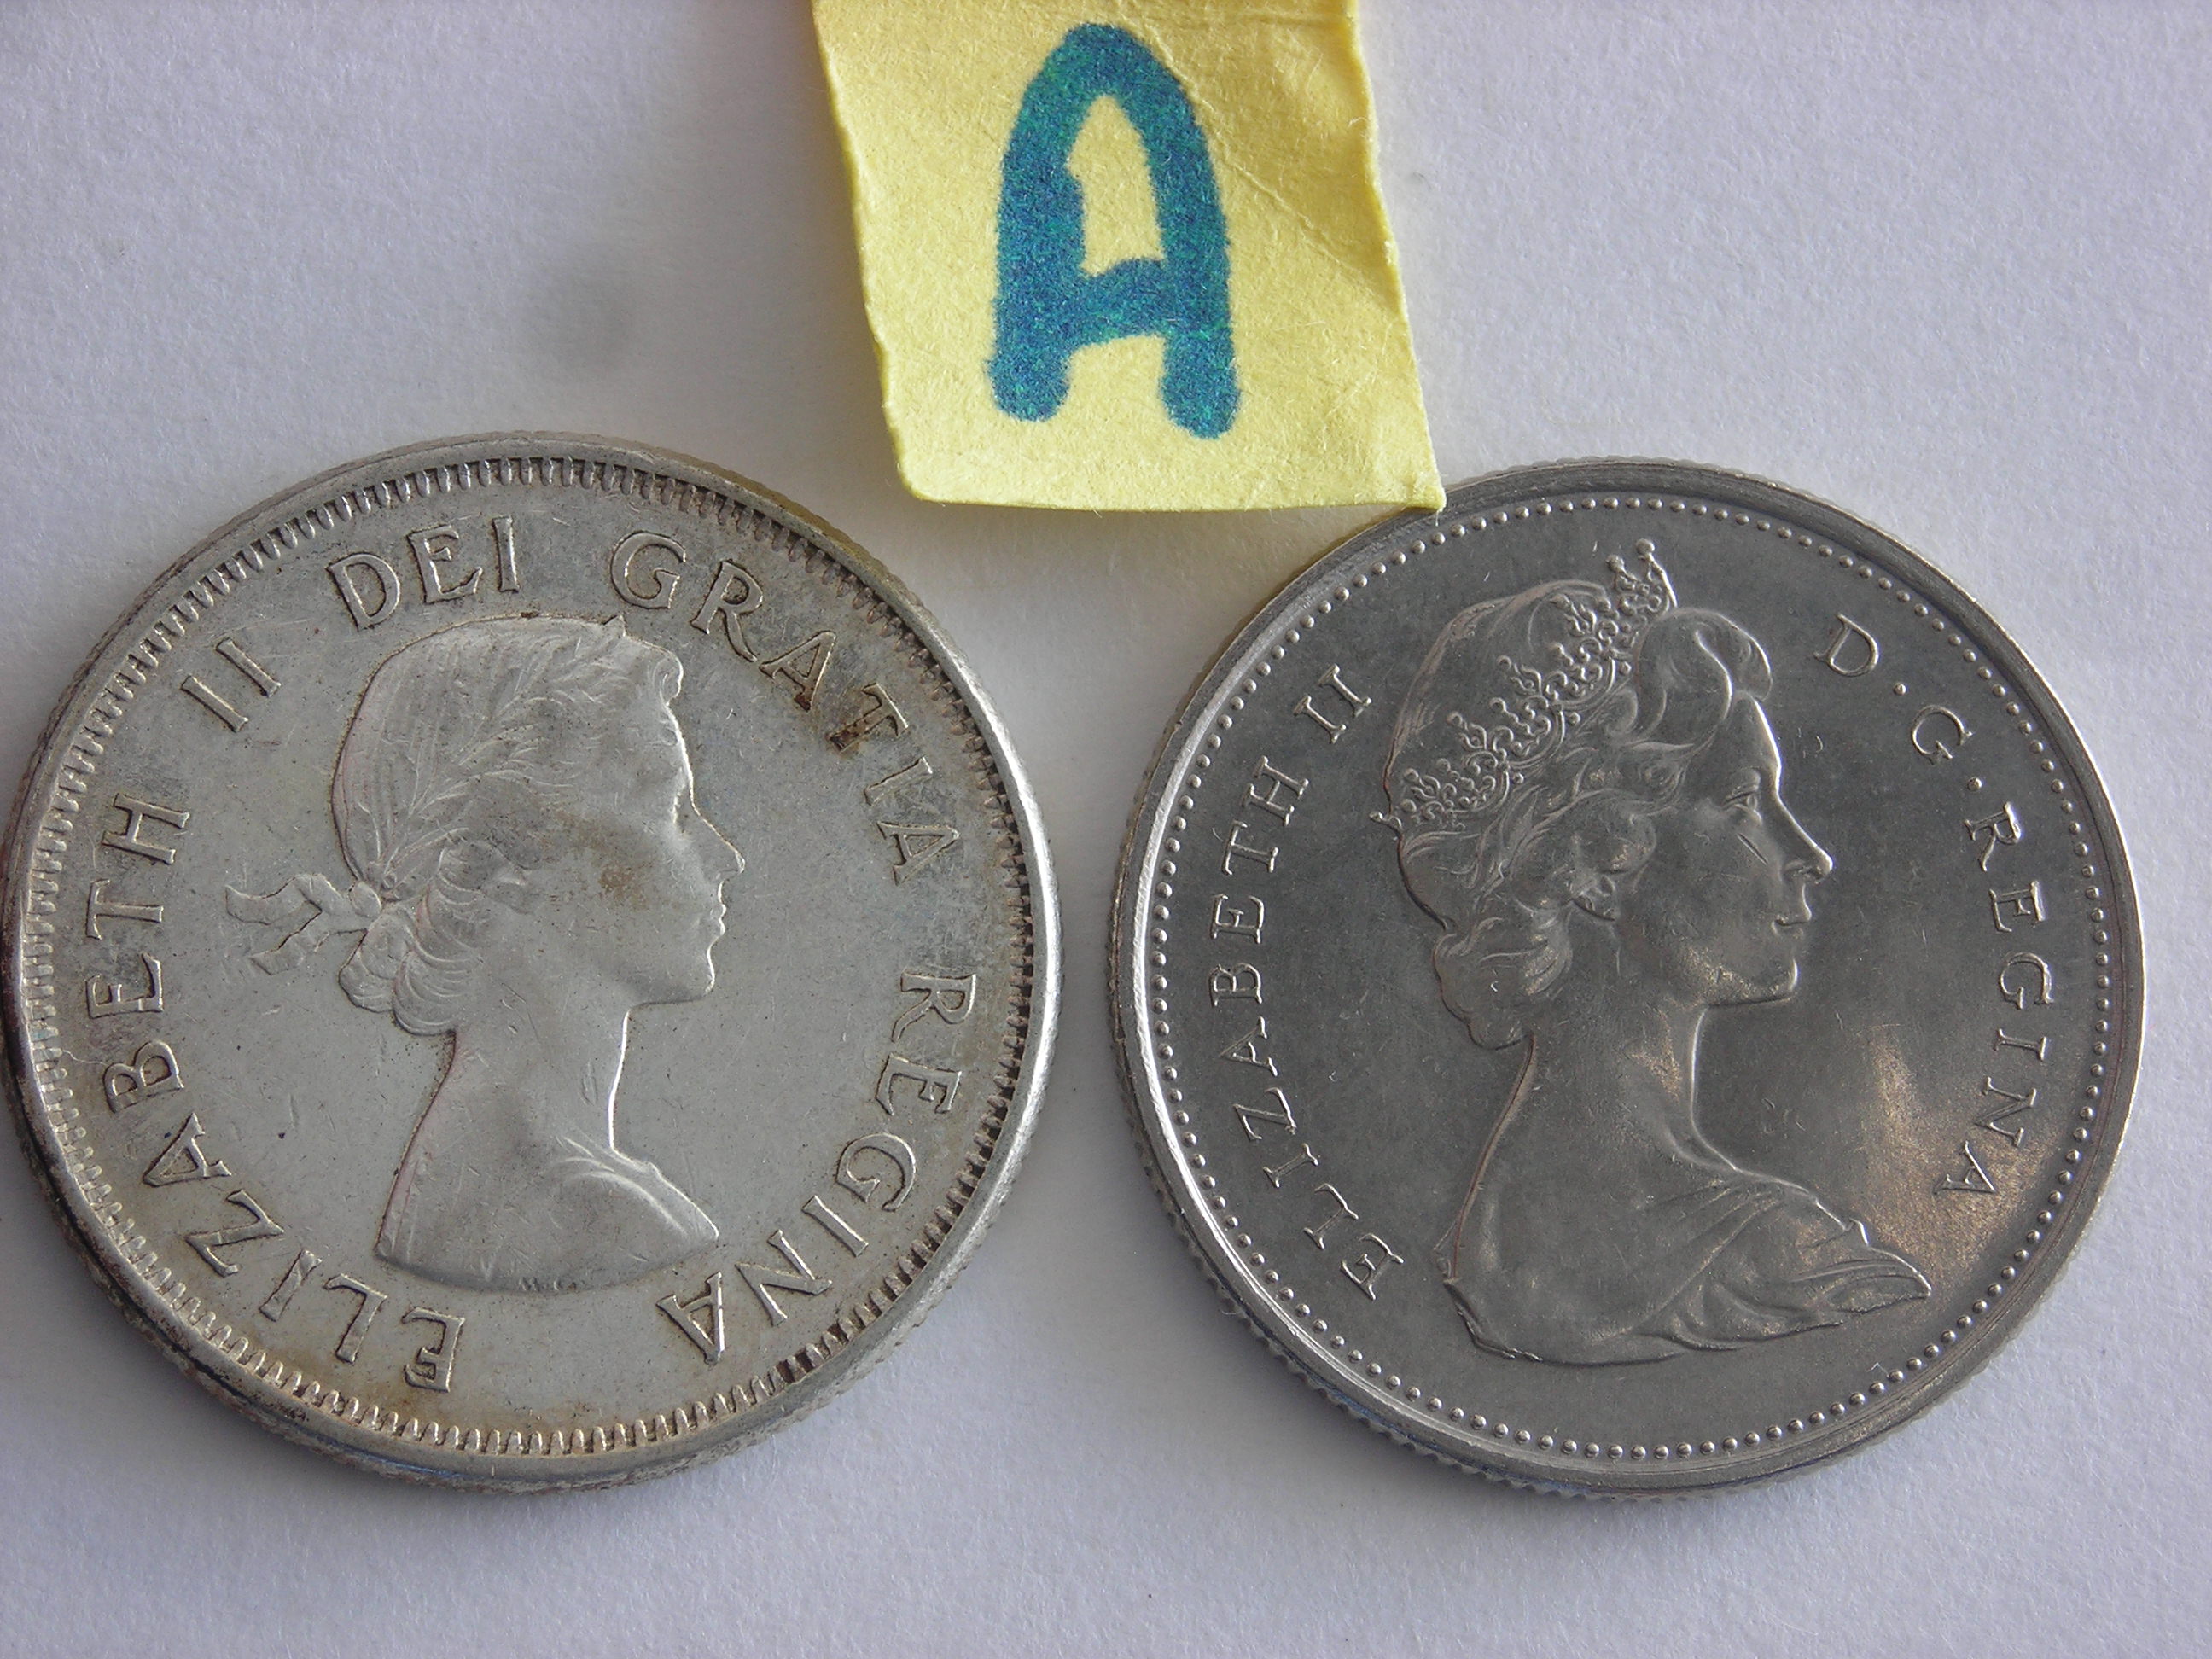 A
ELIZABETH II DEI GRATIA REGINA
ELIZABETH II D·G·REGINA